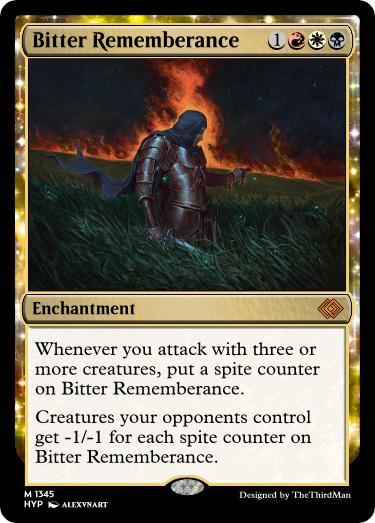 Bitter Rememberance 1
Enchantment
Whenever you attack with three or
more creatures, put a spite counter
on Bitter Rememberance.
Creatures your opponents control
get -1/-1 for each spite counter on
Bitter Rememberance.
M 1345
HYP ALEXVNART Designed by TheThirdMan